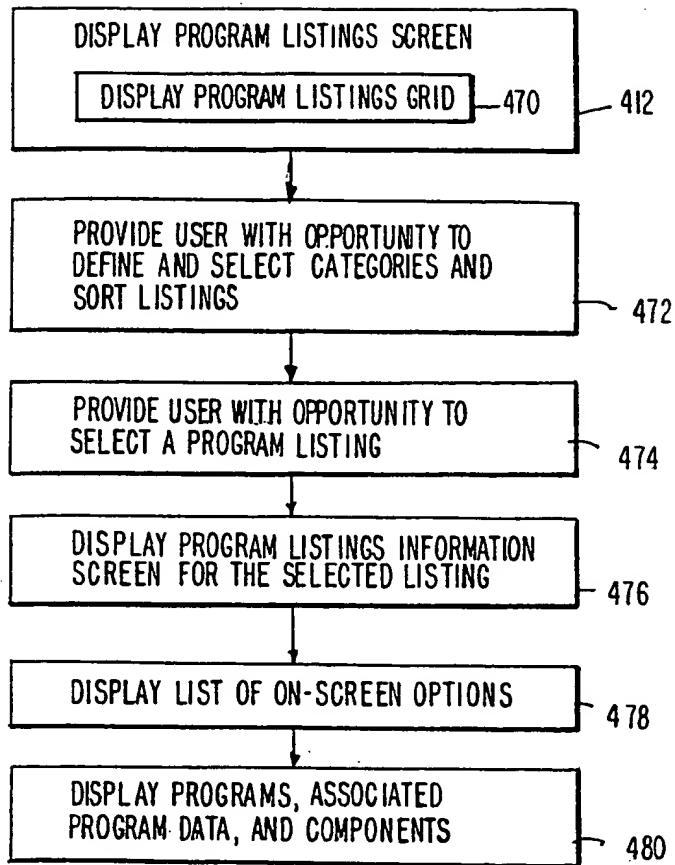 DISPLAY PROGRAM LISTINGS SCREEN
DISPLAY PROGRAM LISTINGS GRID
470
412
PROVIDE USER WITH OPPORTUNITY TO
DEFINE AND SELECT CATEGORIES AND
SORT LISTINGS
472
PROVIDE USER WITH OPPORTUNITY TO
SELECT A PROGRAM LISTING
474
DISPLAY PROGRAM LISTINGS INFORMATION
SCREEN FOR THE SELECTED LISTING
476
DISPLAY LIST OF ON-SCREEN OPTIONS
478
DISPLAY PROGRAMS, ASSOCIATED
PROGRAM DATA, AND COMPONENTS
480